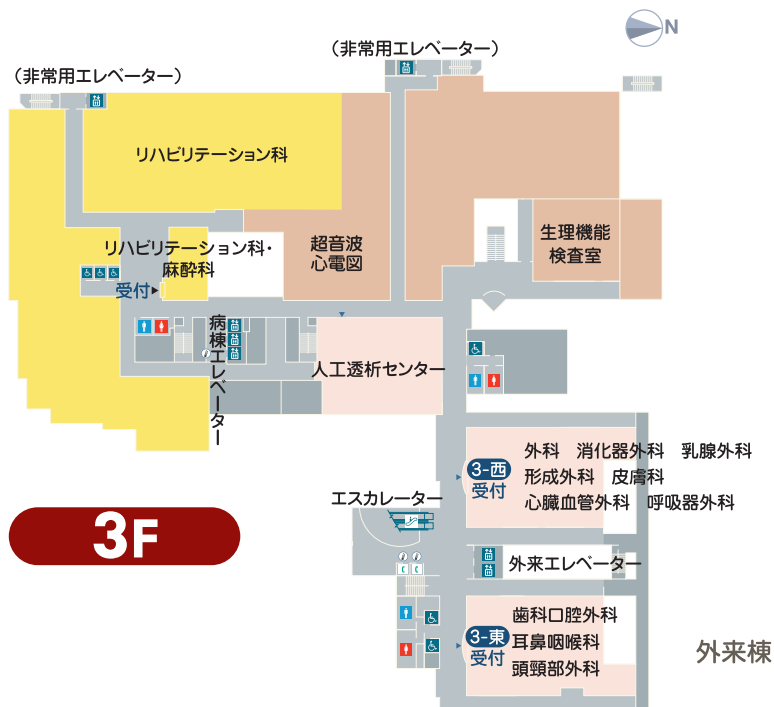 （非常用エレベーター）
N
（非常用エレベーター）
リハビリテーション科
リハビリテーション科・
麻酔科
受付
超音波
心電図
生理機能
検査室
病棟エレベーター
人工透析センター
3-西
受付
外科　消化器外科　乳腺外科
形成外科　皮膚科
心臓血管外科　呼吸器外科
エスカレーター
3F
外来エレベーター
3-東
受付
歯科口腔外科
耳鼻咽喉科
頭頸部外科
外来棟